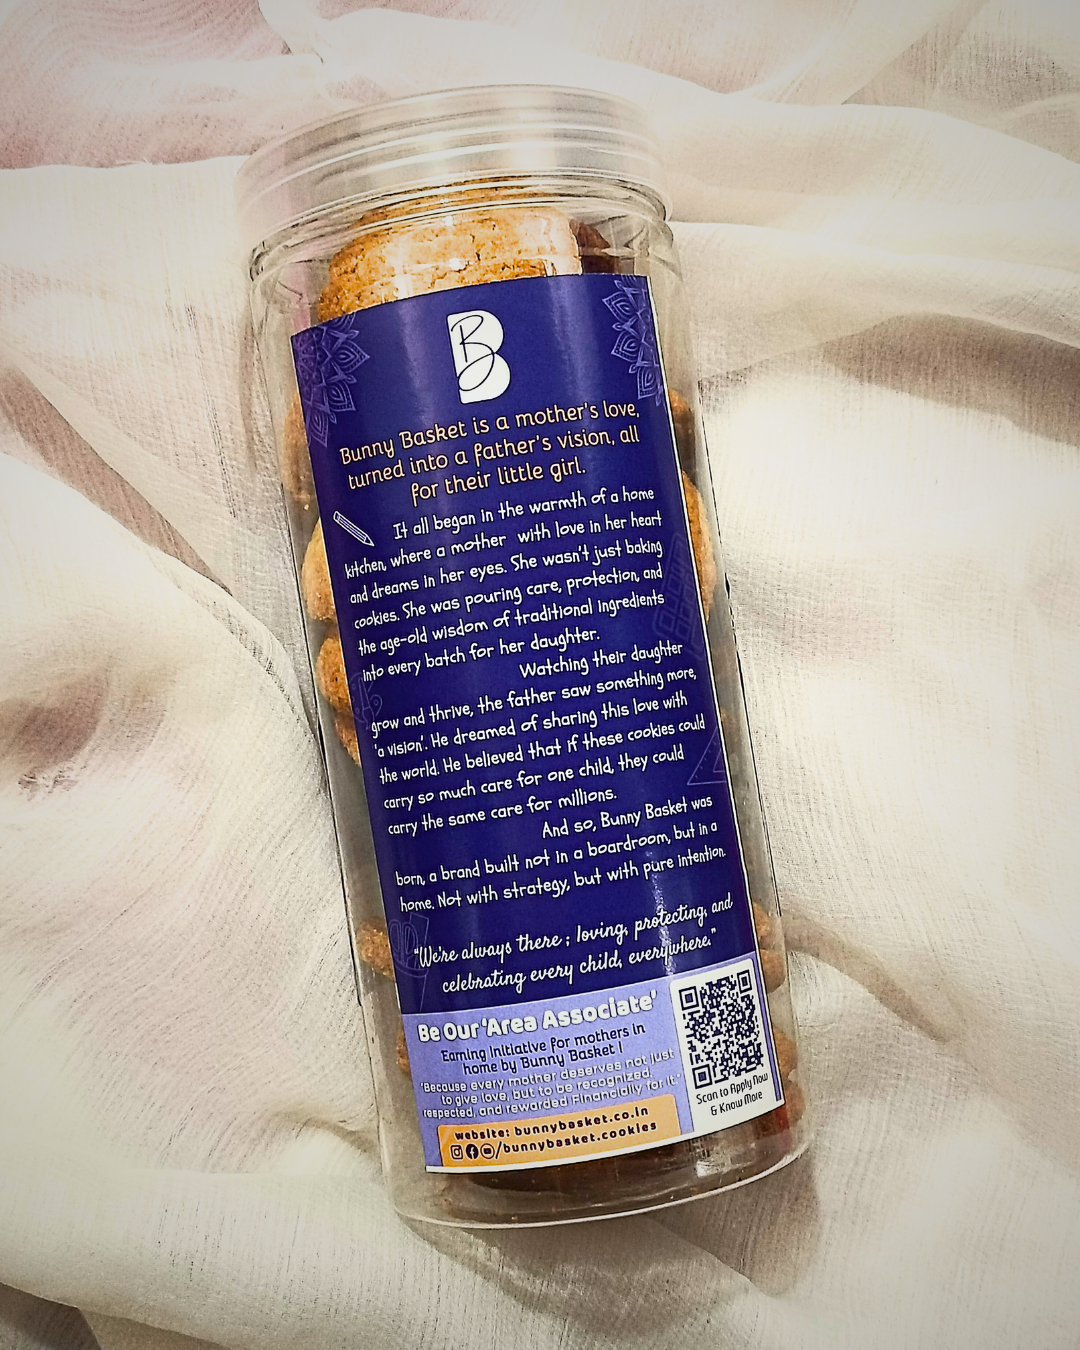 B
Bunny Basket is a mother's love,
turned into a father's vision, all
for their little girl.
It all began in the warmth of a home
kitchen, where a mother with love in her heart
and dreams in her eyes. She wasn't just baking
cookies. She was pouring care, protection, and
the age-old wisdom of traditional ingredients
into every batch for her daughter.
Watching their daughter
grow and thrive, the father saw something more,
'a vision'. He dreamed of sharing this love with
the world. He believed that if these cookies could
carry so much care for one child, they could
carry the same care for millions.
And so, Bunny Basket was
born, a brand built not in a boardroom, but in a
home. Not with strategy, but with pure intention.
"We're always there ; loving, protecting, and
celebrating every child, everywhere."
Be Our 'Area Associate'
Earning initiative for mothers in
home by Bunny Basket !
"Because every mother deserves not just
to give love, but to be recognized,
respected, and rewarded Financially for it."
website: bunnybasket.co.in
/bunnybasket.cookies
Scan to Apply Now
& Know More